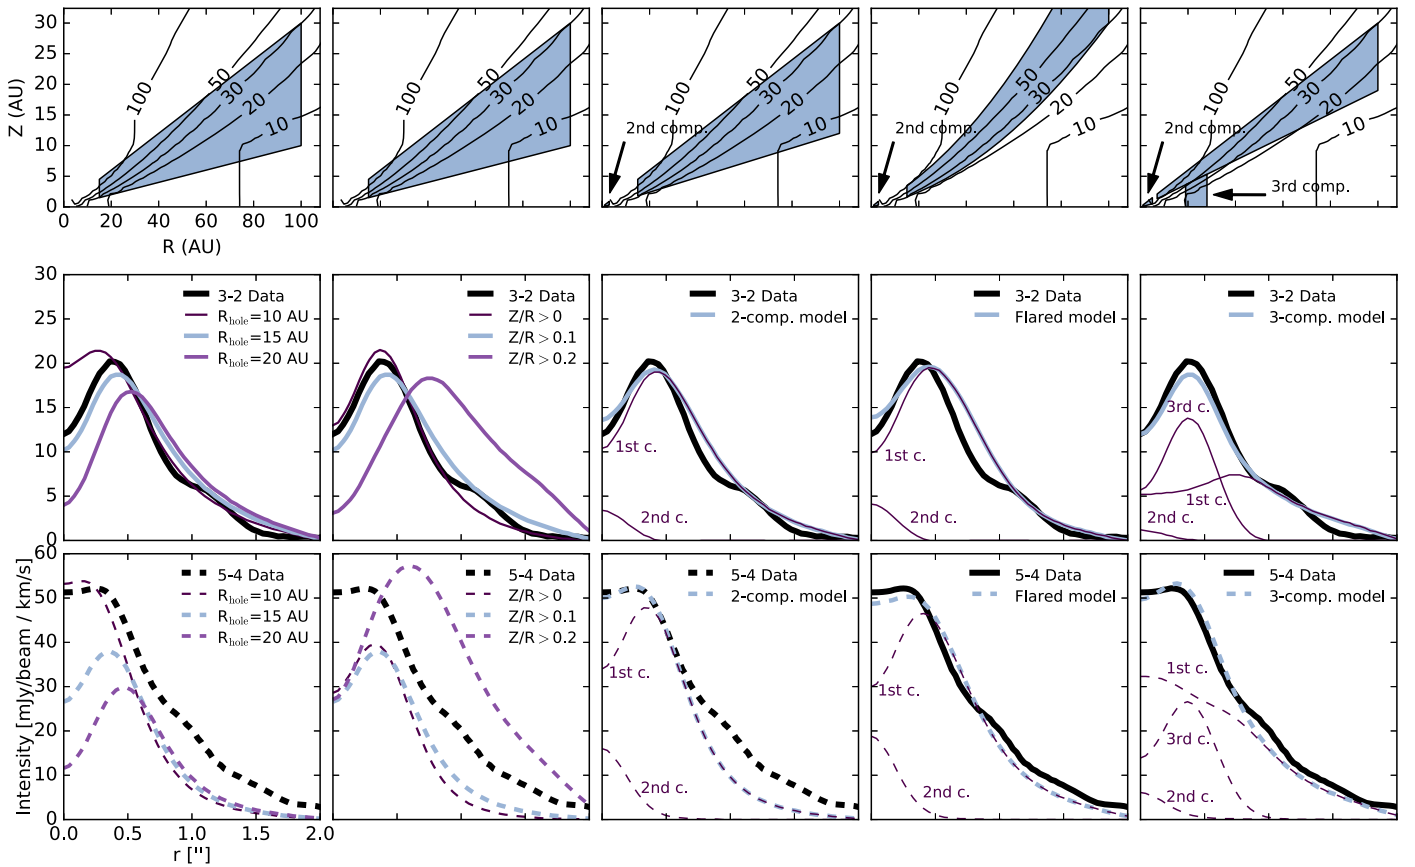 30
25
20
15
10
5
0
Z (AU)
0 20 40 60 80 100
R (AU)
100
50
30
20
10
100
50
30
20
10
100
50
30
20
10
2nd comp.
100
50
30
20
10
2nd comp.
100
50
30
20
10
2nd comp.
3rd comp.
30
25
20
15
10
5
0
3-2 Data
R_hole=10 AU
R_hole=15 AU
R_hole=20 AU
3-2 Data
Z/R > 0
Z/R > 0.1
Z/R > 0.2
3-2 Data
2-comp. model
1st c.
2nd c.
3-2 Data
Flared model
1st c.
2nd c.
3-2 Data
3-comp. model
3rd c.
1st c.
2nd c.
60
50
40
30
20
10
0
Intensity [mJy/beam / km/s]
0.0 0.5 1.0 1.5 2.0
r ["]
5-4 Data
R_hole=10 AU
R_hole=15 AU
R_hole=20 AU
5-4 Data
Z/R > 0
Z/R > 0.1
Z/R > 0.2
5-4 Data
2-comp. model
1st c.
2nd c.
5-4 Data
Flared model
1st c.
2nd c.
5-4 Data
3-comp. model
1st c.
3rd c.
2nd c.